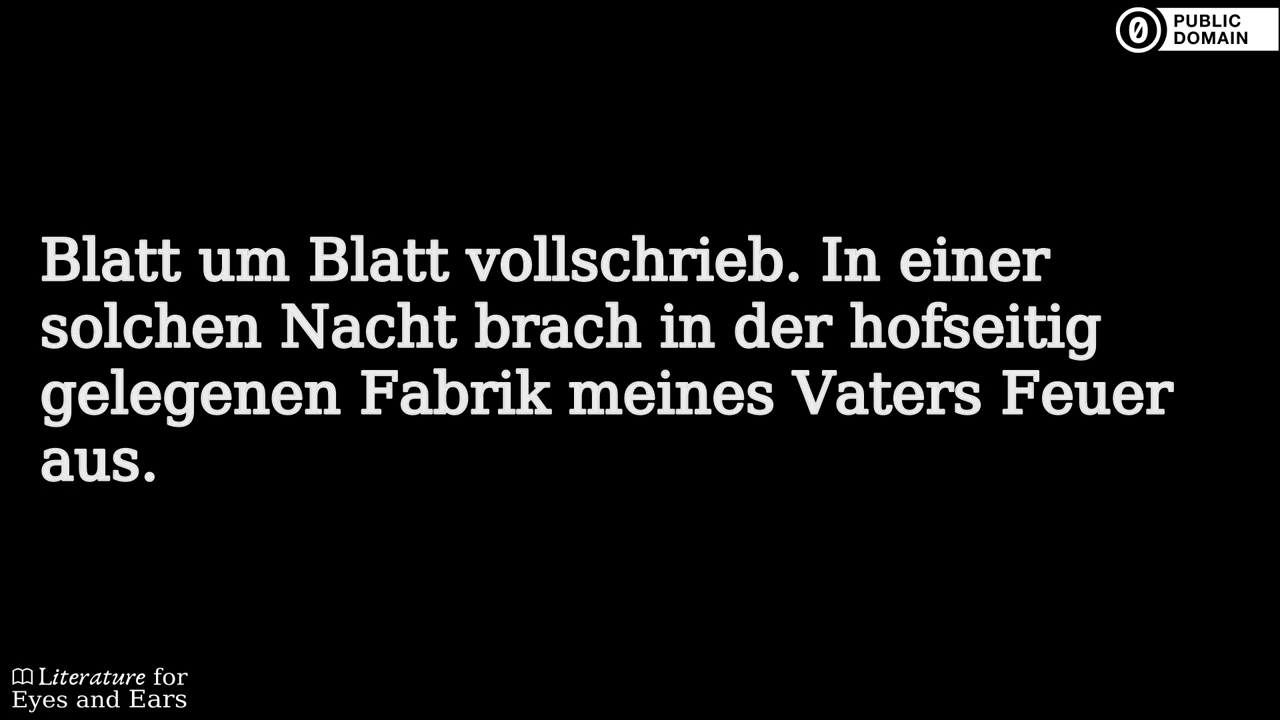 PUBLIC
DOMAIN
Blatt um Blatt vollschrieb. In einer
solchen Nacht brach in der hofseitig
gelegenen Fabrik meines Vaters Feuer
aus.
Literature for
Eyes and Ears